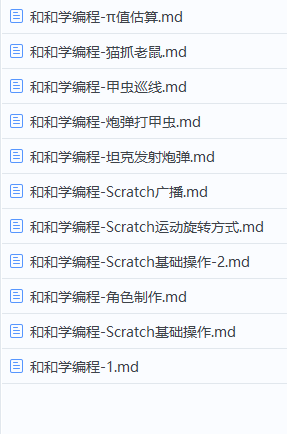 和和学编程-π值估算.md
和和学编程-猫抓老鼠.md
和和学编程-甲虫巡线.md
和和学编程-炮弹打甲虫.md
和和学编程-坦克发射炮弹.md
和和学编程-Scratch广播.md
和和学编程-Scratch运动旋转方式.md
和和学编程-Scratch基础操作-2.md
和和学编程-角色制作.md
和和学编程-Scratch基础操作.md
和和学编程-1.md